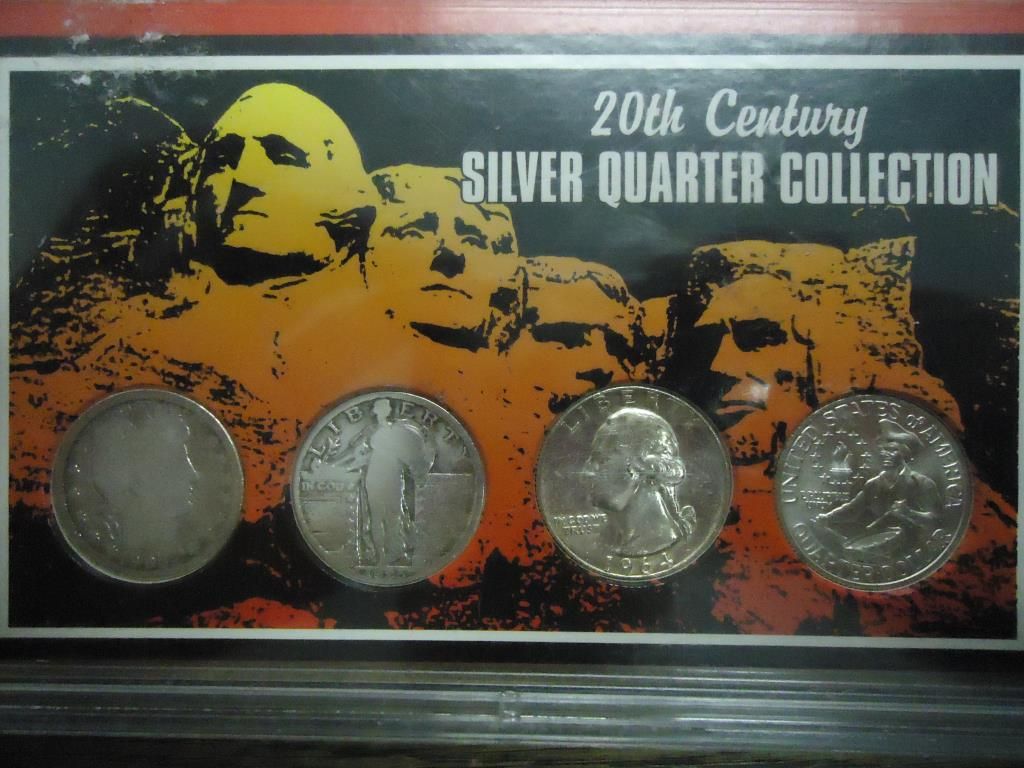 20th Century
SILVER QUARTER COLLECTION
LIBERTY
IN GOD WE
LIBERTY
IN GOD WE
TRUST
1964
UNITED STATES OF AMERICA
QUARTER DOLLAR